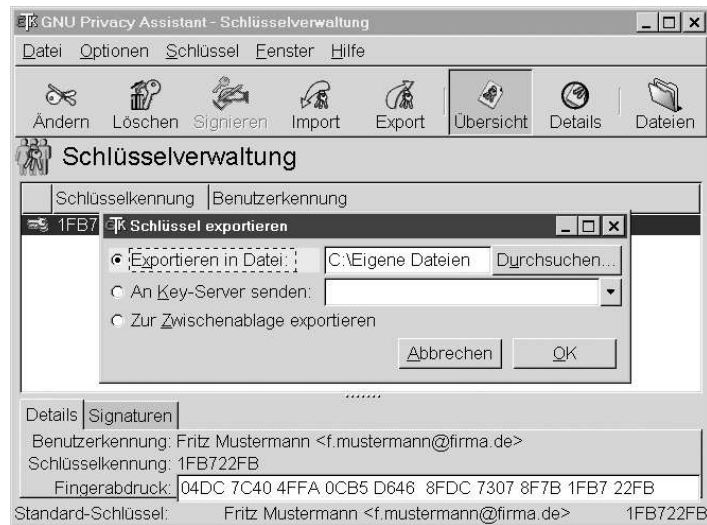 GNU Privacy Assistant - Schlüsselverwaltung
Datei Optionen Schlüssel Fenster Hilfe
Ändern Löschen Signieren Import Export Übersicht Details Dateien
Schlüsselverwaltung
Schlüsselkennung Benutzerkennung
1FB7
Schlüssel exportieren
Exportieren in Datei: C:\Eigene Dateien Durchsuchen...
An Key-Server senden:
Zur Zwischenablage exportieren
Abbrechen OK
Details Signaturen
Benutzerkennung: Fritz Mustermann <f.mustermann@firma.de>
Schlüsselkennung: 1FB722FB
Fingerabdruck: 04DC 7C40 4FFA 0CB5 D646 8FDC 7307 8F7B 1FB7 22FB
Standard-Schlüssel: Fritz Mustermann <f.mustermann@firma.de> 1FB722FB